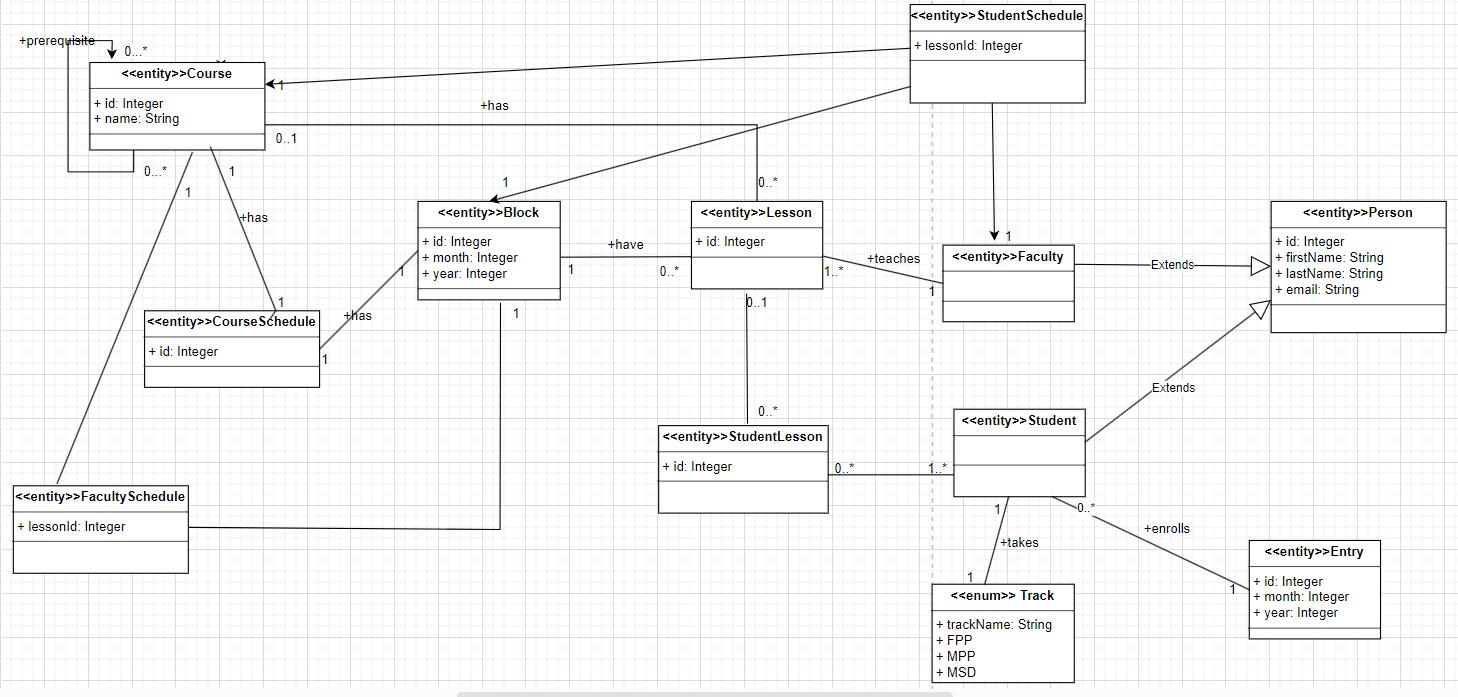 <<entity>>StudentSchedule
+ lessonId: Integer
+prerequisite
0...*
<<entity>>Course
+ id: Integer
+ name: String
1
+has
0..1
0...*
1
1
+has
1
0..*
<<entity>>Block
+ id: Integer
+ month: Integer
+ year: Integer
<<entity>>Lesson
+ id: Integer
<<entity>>Person
+ id: Integer
+ firstName: String
+ lastName: String
+ email: String
+have
1
0..*
1..*
+teaches
1
1
<<entity>>Faculty
Extends
1
1
+has
1
<<entity>>CourseSchedule
+ id: Integer
1
0..1
0..*
Extends
<<entity>>StudentLesson
+ id: Integer
0..*
1..*
<<entity>>Student
<<entity>>FacultySchedule
+ lessonId: Integer
1
0..*
+takes
+enrolls
1
1
<<entity>>Entry
+ id: Integer
+ month: Integer
+ year: Integer
<<enum>> Track
+ trackName: String
+ FPP
+ MPP
+ MSD